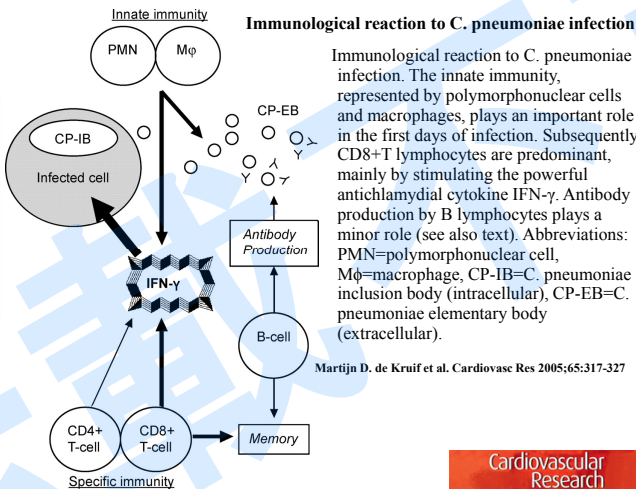 Innate immunity
Immunological reaction to C. pneumoniae infection
PMN
Mφ
CP-EB
CP-IB
Infected cell
Antibody
Production
IFN-γ
B-cell
CD4+
T-cell
CD8+
T-cell
Memory
Specific immunity
Immunological reaction to C. pneumoniae
infection. The innate immunity,
represented by polymorphonuclear cells
and macrophages, plays an important role
in the first days of infection. Subsequently
CD8+T lymphocytes are predominant,
mainly by stimulating the powerful
antichlamydial cytokine IFN-γ. Antibody
production by B lymphocytes plays a
minor role (see also text). Abbreviations:
PMN=polymorphonuclear cell,
Mϕ=macrophage, CP-IB=C. pneumoniae
inclusion body (intracellular), CP-EB=C.
pneumoniae elementary body
(extracellular).
Martijn D. de Kruif et al. Cardiovasc Res 2005;65:317-327
Cardiovascular
Research